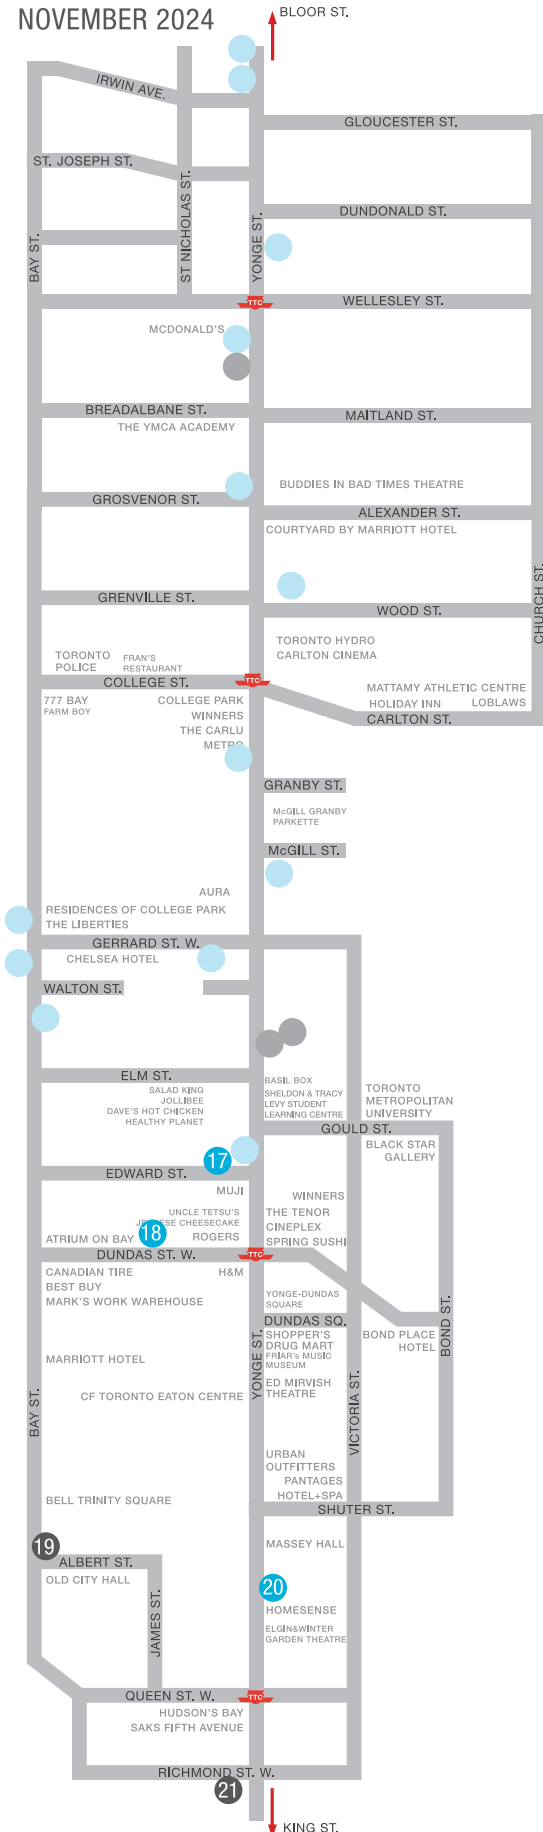 NOVEMBER 2024
BLOOR ST.
IRWIN AVE.
GLOUCESTER ST.
ST. JOSEPH ST.
ST NICHOLAS ST.
DUNDONALD ST.
BAY ST.
YONGE ST.
TTC
WELLESLEY ST.
MCDONALD'S
BREADALBANE ST.
MAITLAND ST.
THE YMCA ACADEMY
BUDDIES IN BAD TIMES THEATRE
GROSVENOR ST.
ALEXANDER ST.
COURTYARD BY MARRIOTT HOTEL
CHURCH ST.
GRENVILLE ST.
WOOD ST.
TORONTO HYDRO
CARLTON CINEMA
TORONTO
POLICE
FRAN'S
RESTAURANT
COLLEGE ST.
TTC
MATTAMY ATHLETIC CENTRE
HOLIDAY INN
LOBLAWS
CARLTON ST.
777 BAY
FARM BOY
COLLEGE PARK
WINNERS
THE CARLU
METRO
GRANBY ST.
McGILL GRANBY
PARKETTE
McGILL ST.
AURA
RESIDENCES OF COLLEGE PARK
THE LIBERTIES
GERRARD ST. W.
CHELSEA HOTEL
WALTON ST.
ELM ST.
SALAD KING
JOLLIBEE
DAVE'S HOT CHICKEN
HEALTHY PLANET
BASIL BOX
SHELDON & TRACY
LEVY STUDENT
LEARNING CENTRE
TORONTO
METROPOLITAN
UNIVERSITY
GOULD ST.
BLACK STAR
GALLERY
17
EDWARD ST.
MUJI
WINNERS
UNCLE TETSU'S
CHEESECAKE
THE TENOR
CINEPLEX
SPRING SUSHI
18
ATRIUM ON BAY
ROGERS
DUNDAS ST. W.
TTC
CANADIAN TIRE
BEST BUY
MARK'S WORK WAREHOUSE
H&M
YONGE-DUNDAS
SQUARE
DUNDAS SQ.
SHOPPER'S
DRUG MART
FRIAR's MUSIC
MUSEUM
BOND PLACE
HOTEL
BOND ST.
YONGE ST.
VICTORIA ST.
BAY ST.
MARRIOTT HOTEL
ED MIRVISH
THEATRE
CF TORONTO EATON CENTRE
URBAN
OUTFITTERS
PANTAGES
HOTEL+SPA
BELL TRINITY SQUARE
SHUTER ST.
19
MASSEY HALL
ALBERT ST.
OLD CITY HALL
JAMES ST.
20
HOMESENSE
ELGIN&WINTER
GARDEN THEATRE
QUEEN ST. W.
TTC
HUDSON'S BAY
SAKS FIFTH AVENUE
RICHMOND ST. W.
21
KING ST.